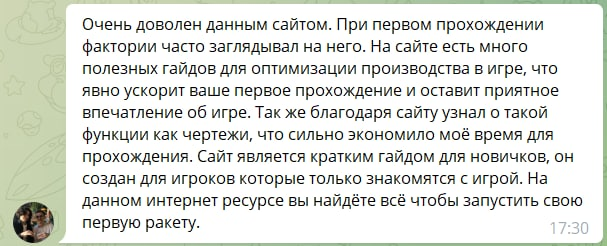 Очень доволен данным сайтом. При первом прохождении
фактории часто заглядывал на него. На сайте есть много
полезных гайдов для оптимизации производства в игре, что
явно ускорит ваше первое прохождение и оставит приятное
впечатление об игре. Так же благодаря сайту узнал о такой
функции как чертежи, что сильно экономило моё время для
прохождения. Сайт является кратким гайдом для новичков, он
создан для игроков которые только знакомятся с игрой. На
данном интернет ресурсе вы найдёте всё чтобы запустить свою
первую ракету.
17:30